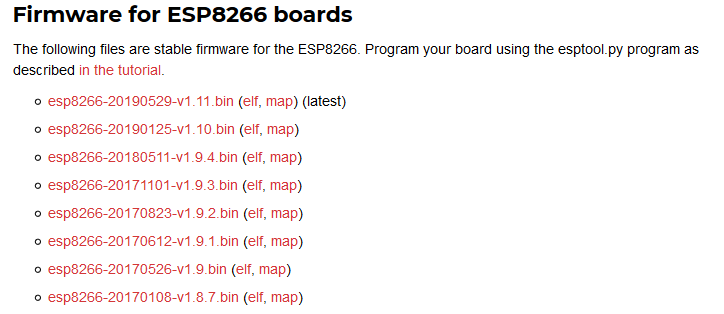 Firmware for ESP8266 boards
The following files are stable firmware for the ESP8266. Program your board using the esptool.py program as
described in the tutorial.
esp8266-20190529-v1.11.bin (elf, map) (latest)
esp8266-20190125-v1.10.bin (elf, map)
esp8266-20180511-v1.9.4.bin (elf, map)
esp8266-20171101-v1.9.3.bin (elf, map)
esp8266-20170823-v1.9.2.bin (elf, map)
esp8266-20170612-v1.9.1.bin (elf, map)
esp8266-20170526-v1.9.bin (elf, map)
esp8266-20170108-v1.8.7.bin (elf, map)